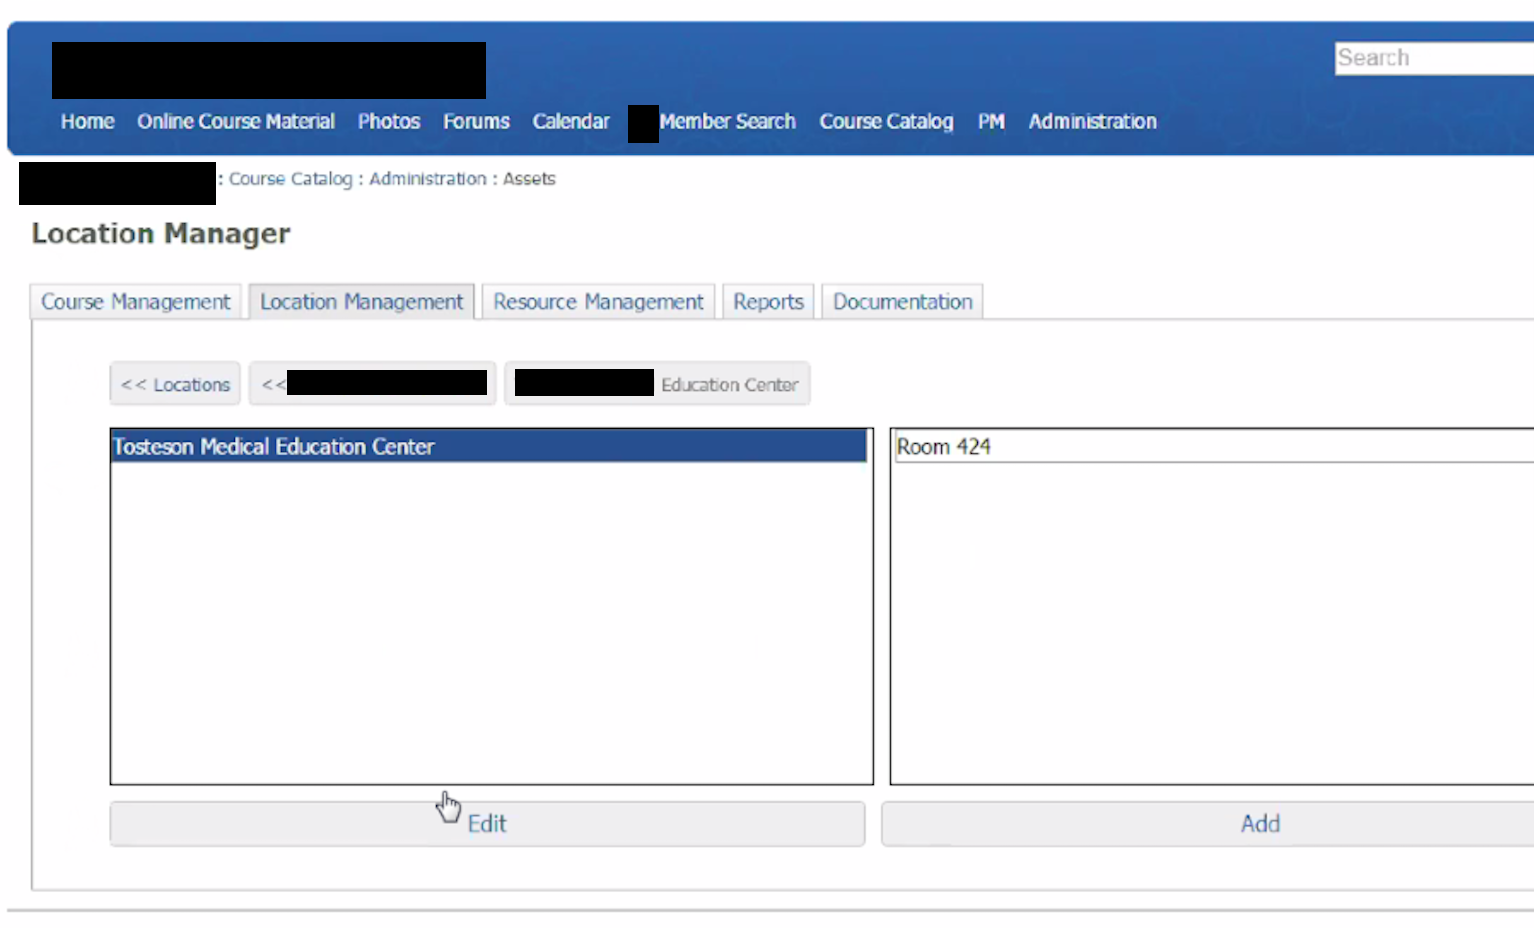 Search
Home Online Course Material Photos Forums Calendar Member Search Course Catalog PM Administration
: Course Catalog : Administration : Assets
Location Manager
Course Management Location Management Resource Management Reports Documentation
<< Locations << Education Center
Tosteson Medical Education Center
Room 424
Edit
Add